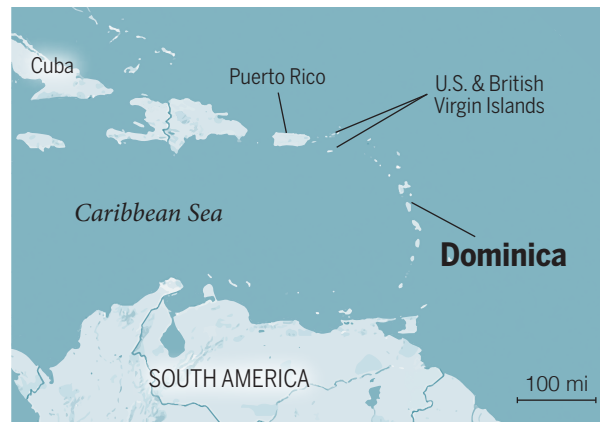 Cuba
Puerto Rico
U.S. & British
Virgin Islands
Caribbean Sea
Dominica
SOUTH AMERICA
100 mi